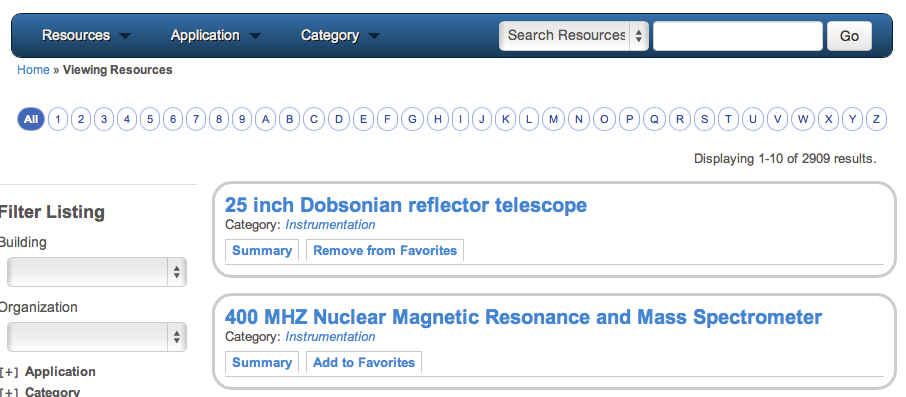 Resources Application Category Search Resources Go
Home » Viewing Resources
All 1 2 3 4 5 6 7 8 9 A B C D E F G H I J K L M N O P Q R S T U V W X Y Z
Displaying 1-10 of 2909 results.
Filter Listing
Building
Organization
[+] Application
[+] Category
25 inch Dobsonian reflector telescope
Category: Instrumentation
Summary Remove from Favorites
400 MHZ Nuclear Magnetic Resonance and Mass Spectrometer
Category: Instrumentation
Summary Add to Favorites